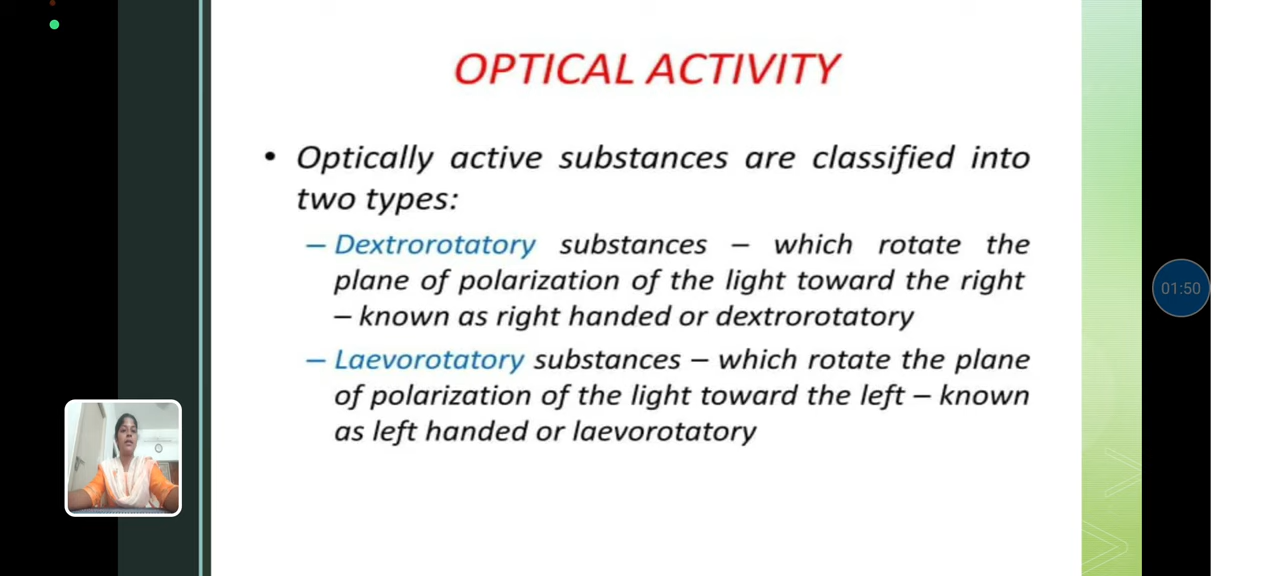 OPTICAL ACTIVITY
• Optically active substances are classified into
two types:
– Dextrorotatory substances – which rotate the
plane of polarization of the light toward the right
– known as right handed or dextrorotatory
– Laevorotatory substances – which rotate the plane
of polarization of the light toward the left – known
as left handed or laevorotatory
01:50